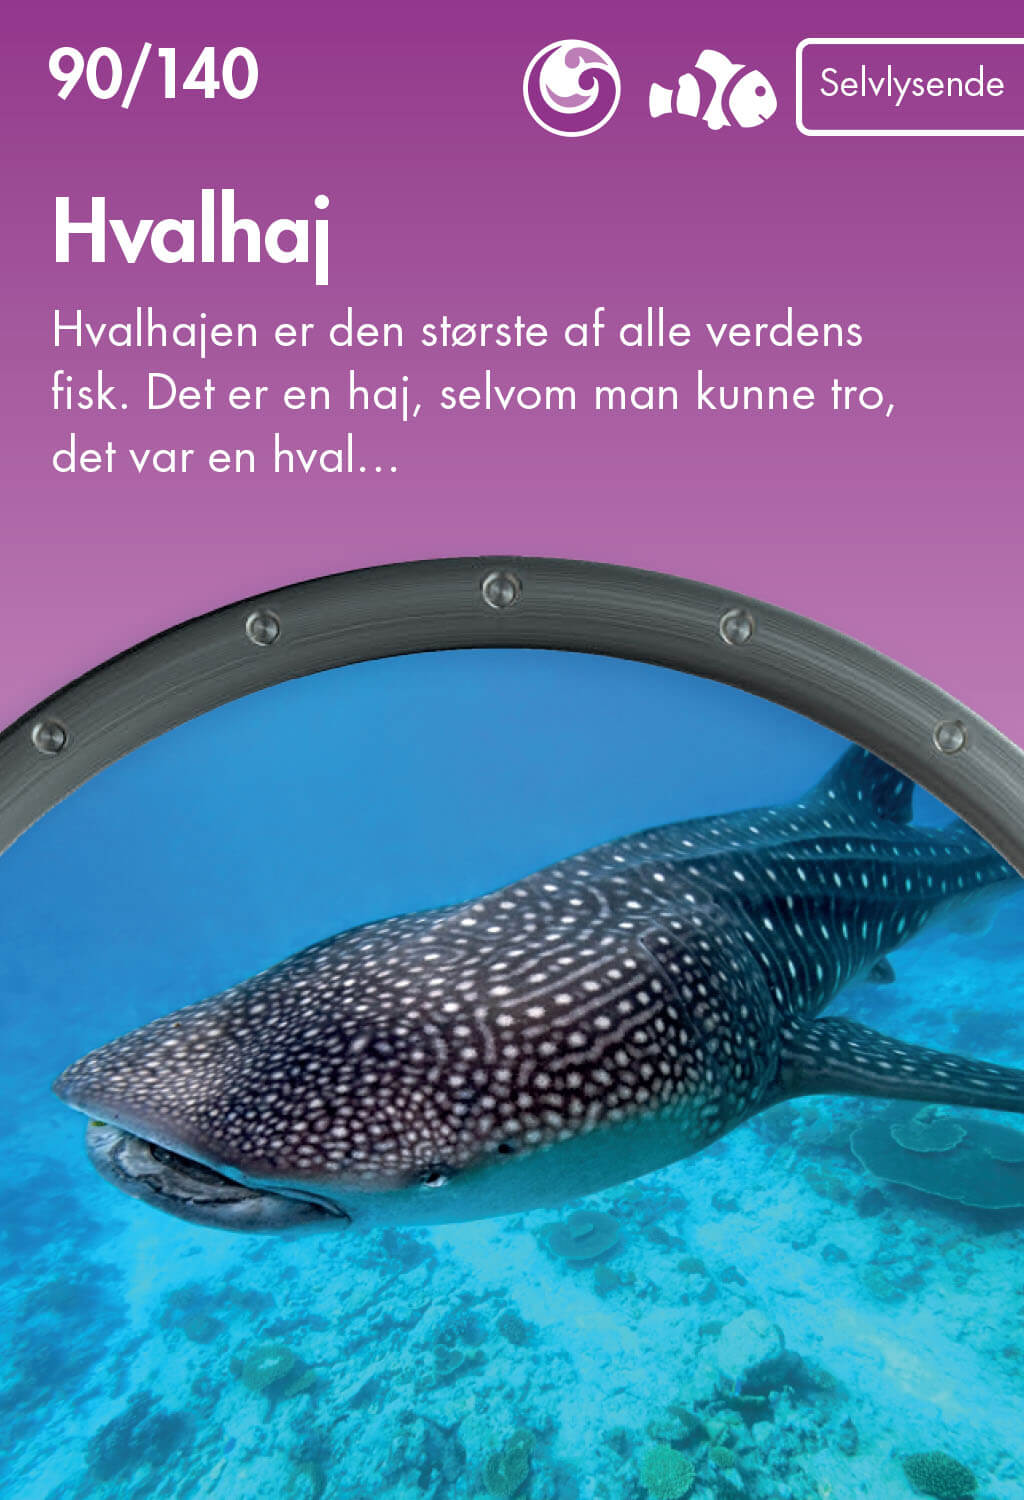 90/140
Selvlysende
Hvalhaj
Hvalhajen er den største af alle verdens
fisk. Det er en haj, selvom man kunne tro,
det var en hval...